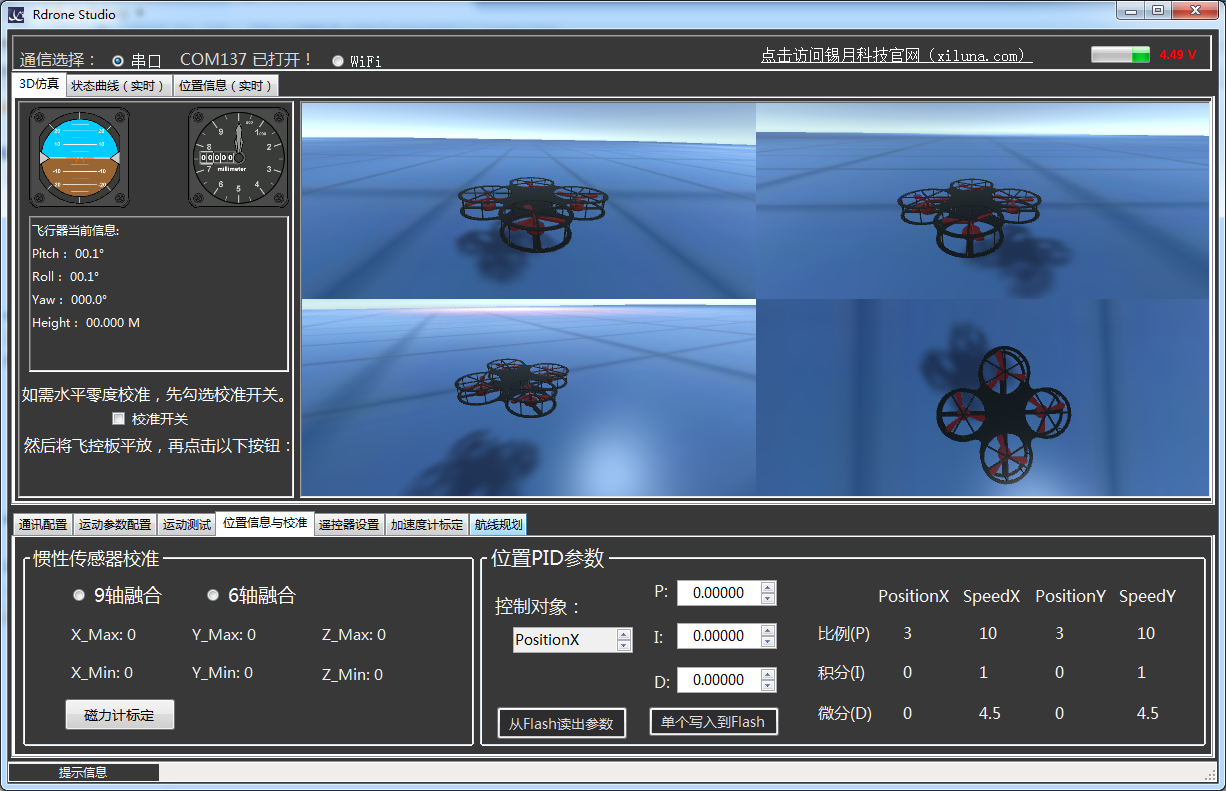 Rdrone Studio
通信选择： 串口 COM137 已打开！ WiFi 点击访问锡月科技官网（xiluna.com） 4.49 V
3D仿真 状态曲线（实时） 位置信息（实时）
飞行器当前信息:
Pitch： 00.1°
Roll： 00.1°
Yaw： 000.0°
Height： 00.000 M
如需水平零度校准，先勾选校准开关。
校准开关
然后将飞控板平放，再点击以下按钮：
通讯配置 运动参数配置 运动测试 位置信息与校准 遥控器设置 加速度计标定 航线规划
惯性传感器校准
9轴融合 6轴融合
X_Max: 0 Y_Max: 0 Z_Max: 0
X_Min: 0 Y_Min: 0 Z_Min: 0
磁力计标定
位置PID参数
控制对象：
PositionX
P: 0.00000
I: 0.00000
D: 0.00000
从Flash读出参数 单个写入到Flash
PositionX SpeedX PositionY SpeedY
比例(P) 3 10 3 10
积分(I) 0 1 0 1
微分(D) 0 4.5 0 4.5
提示信息